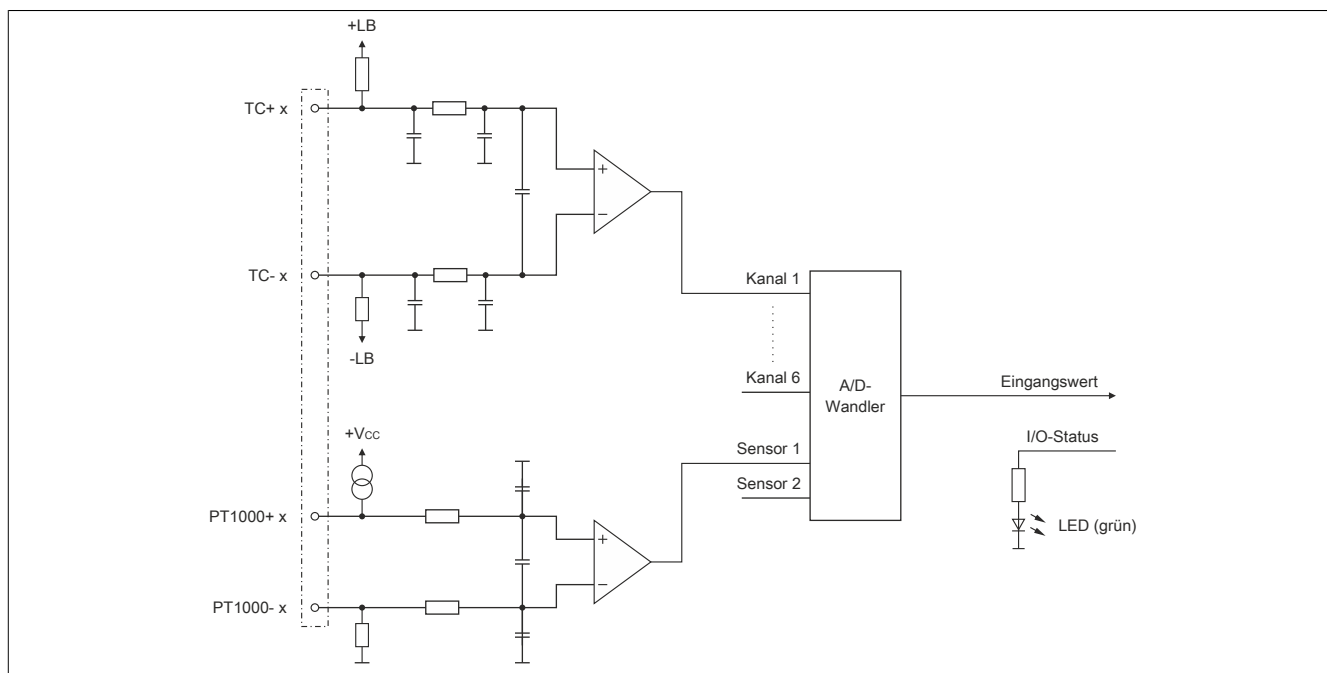 +LB
TC+ x
+
−
TC- x
-LB
Kanal 1
Kanal 6
A/D-
Wandler
Eingangswert
I/O-Status
+Vcc
Sensor 1
Sensor 2
PT1000+ x
+
−
LED (grün)
PT1000- x